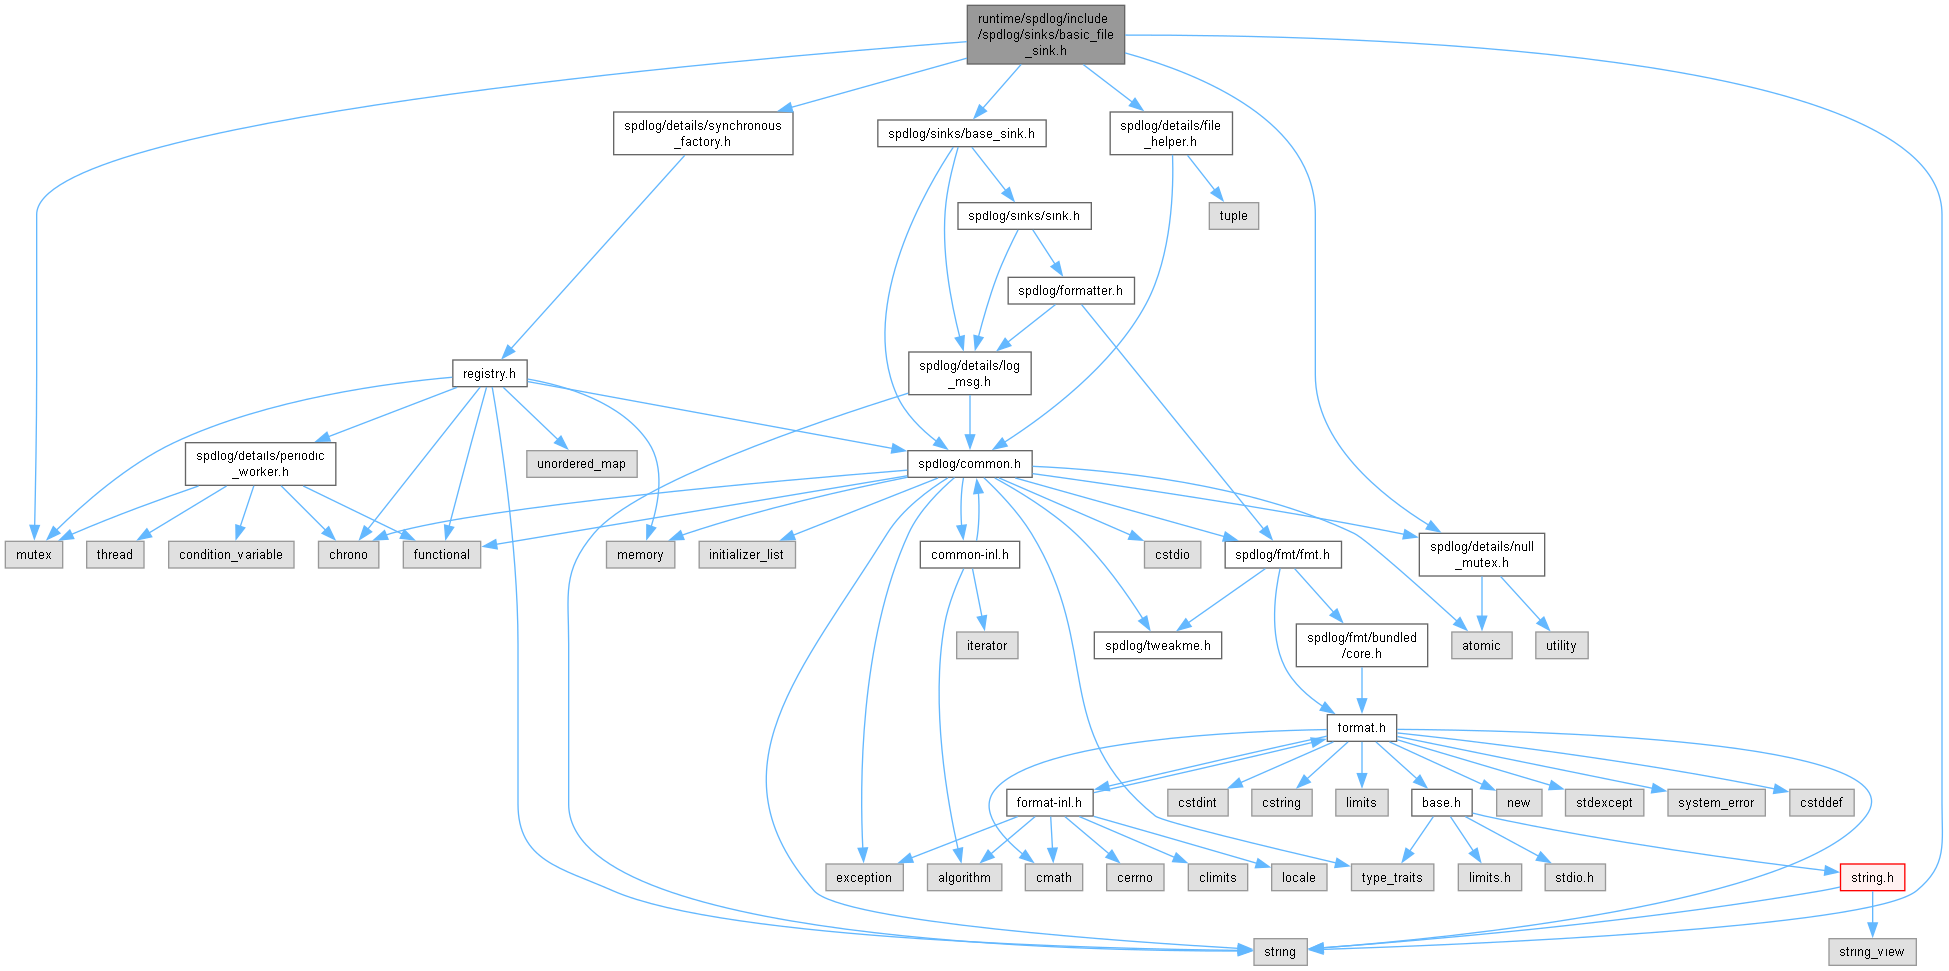 runtime/spdlog/include
/spdlog/sinks/basic_file
_sink.h
spdlog/details/synchronous
_factory.h
spdlog/sinks/base_sink.h
spdlog/details/file
_helper.h
spdlog/sinks/sink.h
tuple
spdlog/formatter.h
registry.h
spdlog/details/log
_msg.h
spdlog/details/periodic
_worker.h
unordered_map
spdlog/common.h
mutex
thread
condition_variable
chrono
functional
memory
initializer_list
common-inl.h
cstdio
spdlog/fmt/fmt.h
spdlog/details/null
_mutex.h
iterator
spdlog/tweakme.h
spdlog/fmt/bundled
/core.h
atomic
utility
format.h
format-inl.h
cstdint
cstring
limits
base.h
new
stdexcept
system_error
cstddef
exception
algorithm
cmath
cerrno
climits
locale
type_traits
limits.h
stdio.h
string.h
string
string_view